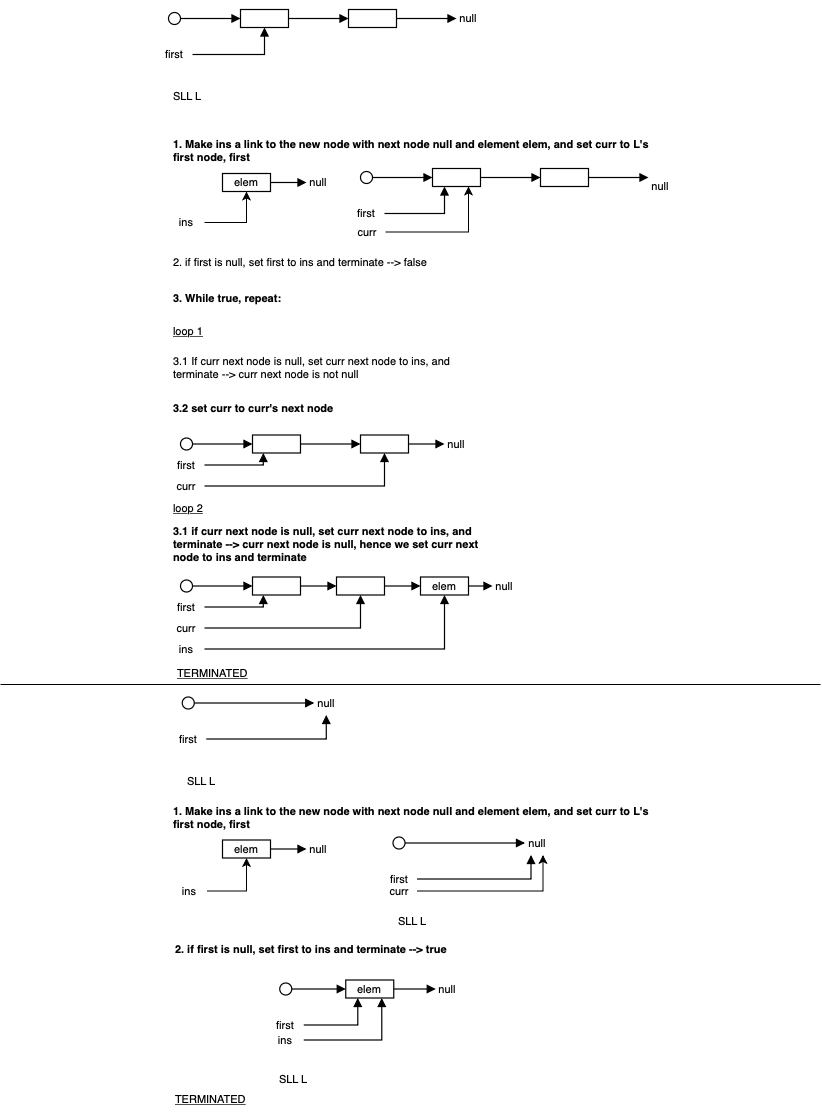 null
first
SLL L
1. Make ins a link to the new node with next node null and element elem, and set curr to L's
first node, first
elem
null
null
ins
first
curr
2. if first is null, set first to ins and terminate --> false
3. While true, repeat:
loop 1
3.1 If curr next node is null, set curr next node to ins, and
terminate --> curr next node is not null
3.2 set curr to curr's next node
null
first
curr
loop 2
3.1 if curr next node is null, set curr next node to ins, and
terminate --> curr next node is null, hence we set curr next
node to ins and terminate
elem
null
first
curr
ins
TERMINATED
null
first
SLL L
1. Make ins a link to the new node with next node null and element elem, and set curr to L's
first node, first
elem
null
null
ins
first
curr
SLL L
2. if first is null, set first to ins and terminate --> true
elem
null
first
ins
SLL L
TERMINATED